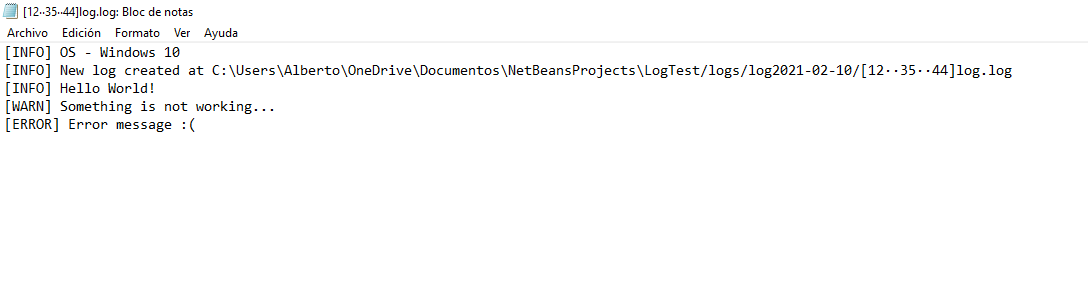 [12··35··44]log.log: Bloc de notas
Archivo Edición Formato Ver Ayuda
[INFO] OS - Windows 10
[INFO] New log created at C:\Users\Alberto\OneDrive\Documentos\NetBeansProjects\LogTest/logs/log2021-02-10/[12··35··44]log.log
[INFO] Hello World!
[WARN] Something is not working...
[ERROR] Error message :(